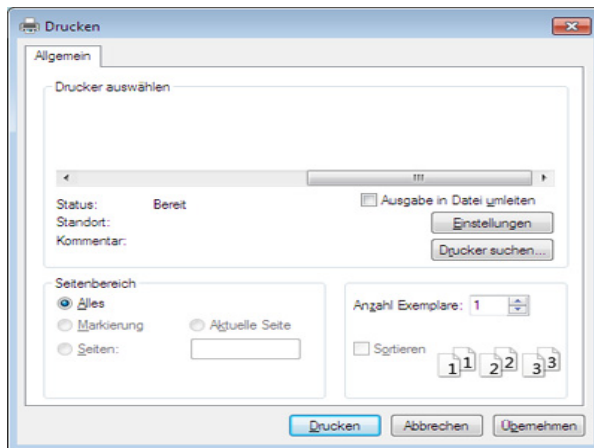 Drucken
Allgemein
Drucker auswählen
Status: Bereit
Ausgabe in Datei umleiten
Standort:
Einstellungen
Kommentar:
Drucker suchen...
Seitenbereich
Alles
Markierung
Aktuelle Seite
Seiten:
Anzahl Exemplare: 1
Sortieren
1 1 2 2 3 3
Drucken
Abbrechen
Übernehmen